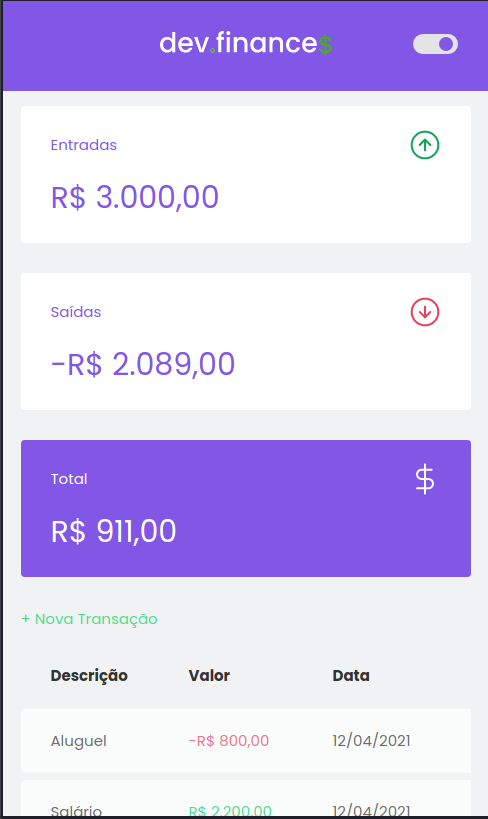 dev.finance$
Entradas
R$ 3.000,00
Saídas
-R$ 2.089,00
Total
$
R$ 911,00
+ Nova Transação
Descrição Valor Data
Aluguel -R$ 800,00 12/04/2021
Salário R$ 2.200,00 12/04/2021